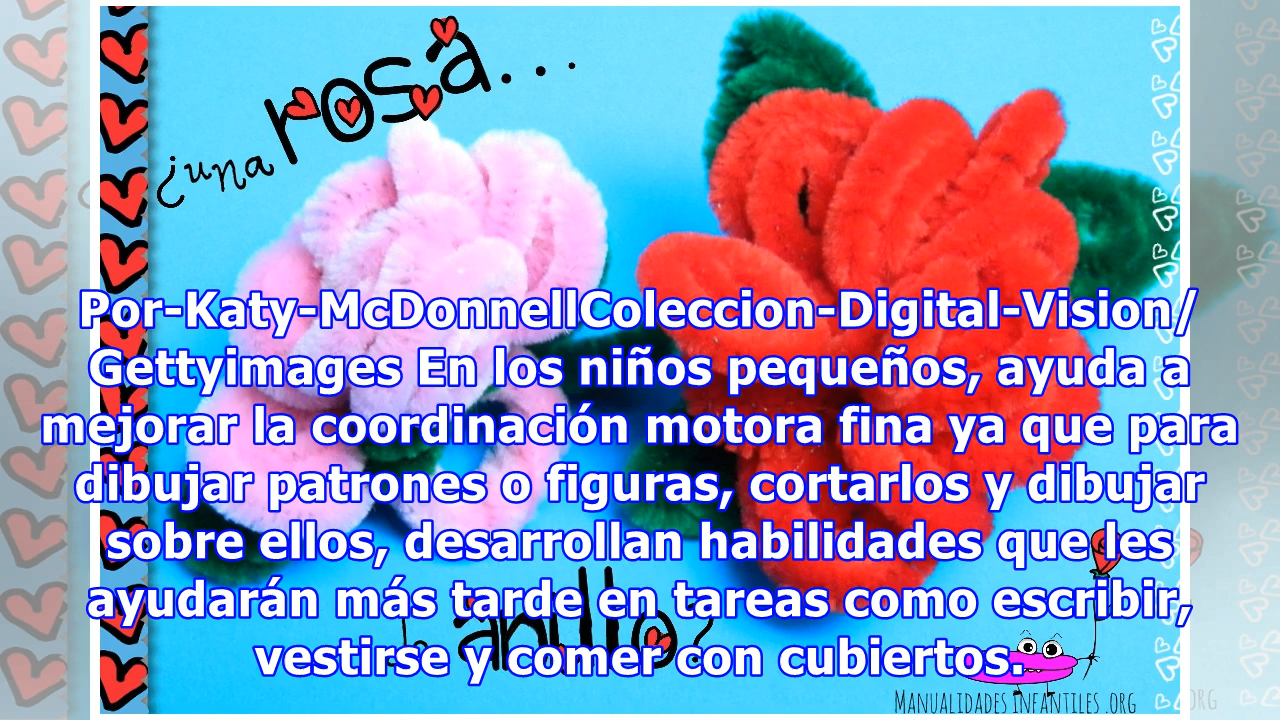 ¿una rosa...
Por-Katy-McDonnellColeccion-Digital-Vision/
Gettyimages En los niños pequeños, ayuda a
mejorar la coordinación motora fina ya que para
dibujar patrones o figuras, cortarlos y dibujar
sobre ellos, desarrollan habilidades que les
ayudarán más tarde en tareas como escribir,
vestirse y comer con cubiertos.
anillo?
Manualidades infantiles .org
ORG